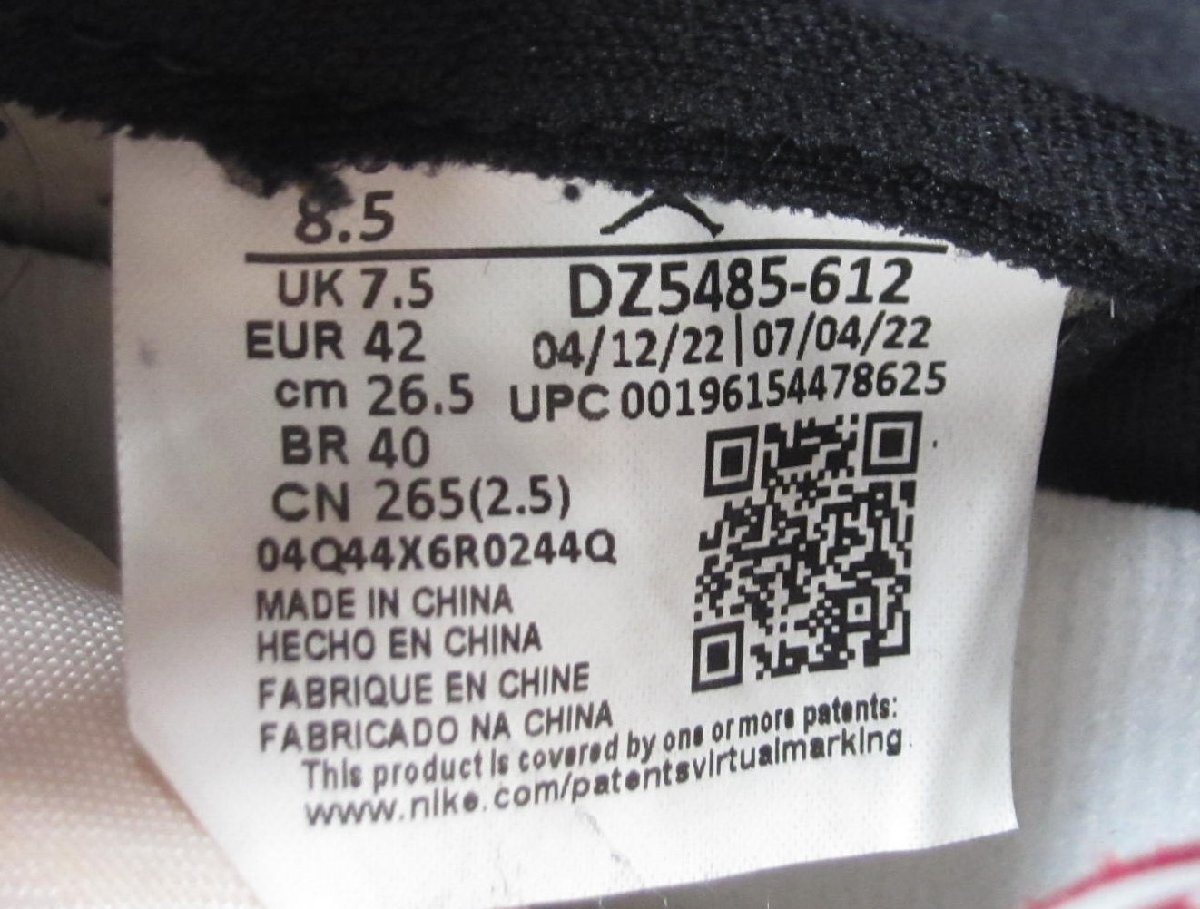 8.5
UK 7.5
DZ5485-612
EUR 42
04/12/22|07/04/22
cm 26.5
UPC 00196154478625
BR 40
CN 265(2.5)
04Q44X6R0244Q
MADE IN CHINA
HECHO EN CHINA
FABRIQUE EN CHINE
FABRICADO NA CHINA
This product is covered by one or more patents:
www.nike.com/patentsvirtualmarking